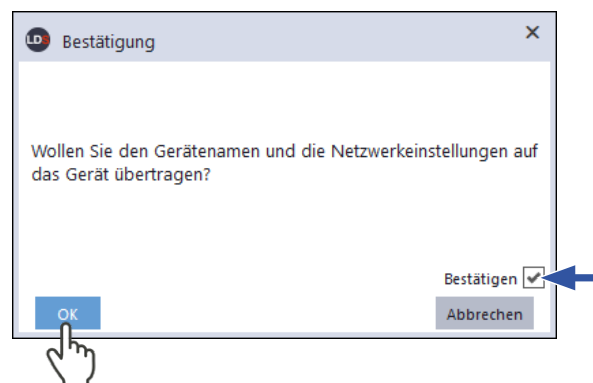 LDS Bestätigung
Wollen Sie den Gerätenamen und die Netzwerkeinstellungen auf
das Gerät übertragen?
Bestätigen
OK Abbrechen